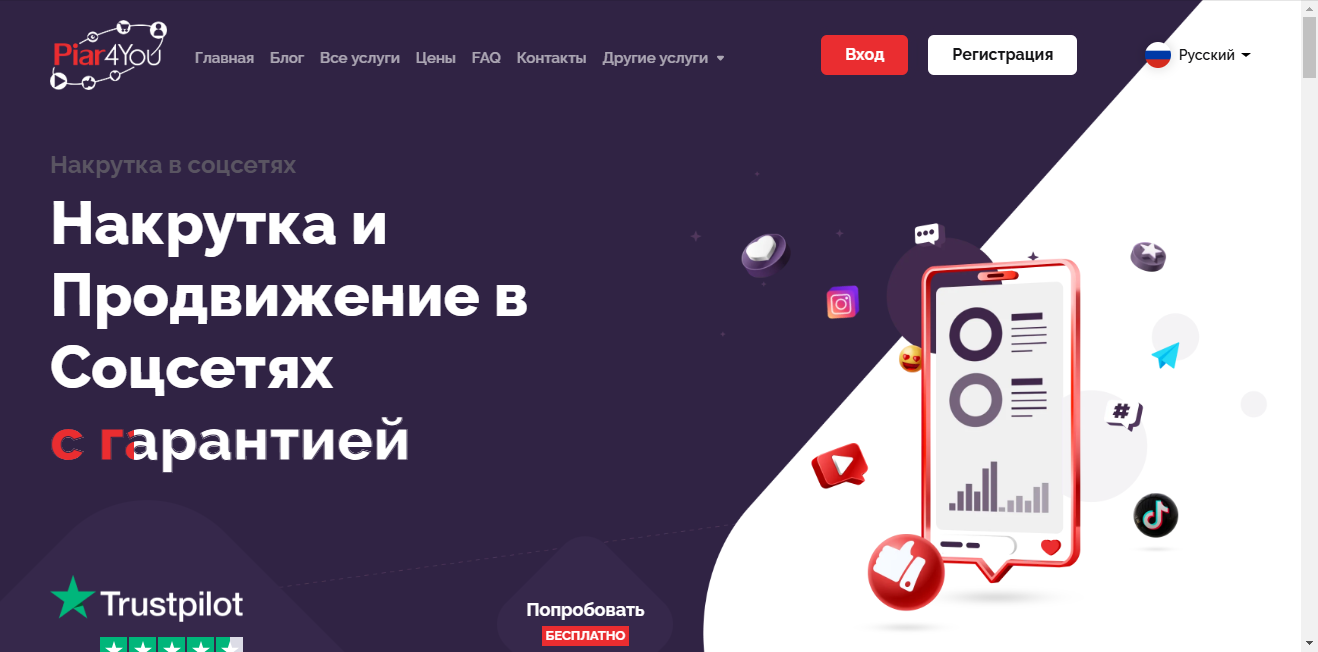 Piar4You
Главная Блог Все услуги Цены FAQ Контакты Другие услуги
Вход
Регистрация
Русский
Накрутка в соцсетях
Накрутка и
Продвижение в
Соцсетях
с гарантией
#
Trustpilot
Попробовать
БЕСПЛАТНО